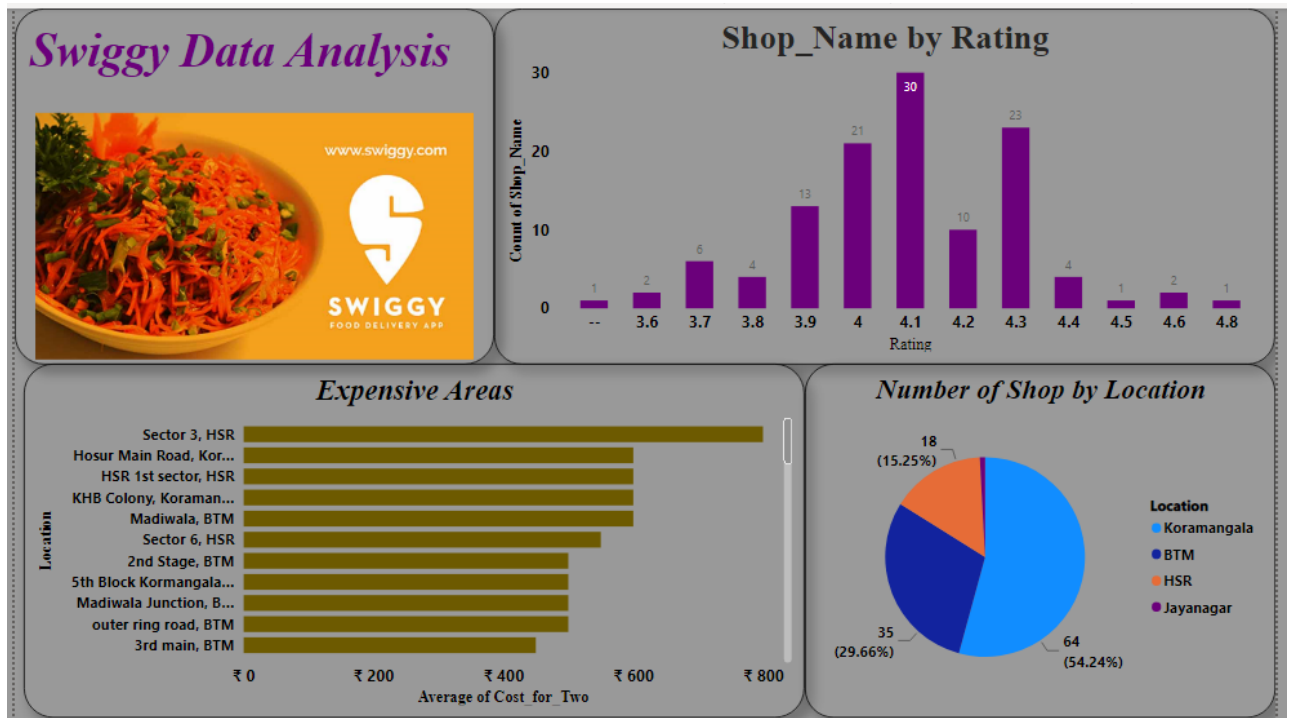 Swiggy Data Analysis
www.swiggy.com
SWIGGY
FOOD DELIVERY APP
Shop_Name by Rating
Count of Shop_Name
30
20
10
0
1
2
6
4
13
21
30
10
23
4
1
2
1
-- 3.6 3.7 3.8 3.9 4 4.1 4.2 4.3 4.4 4.5 4.6 4.8
Rating
Expensive Areas
Location
Sector 3, HSR
Hosur Main Road, Kor...
HSR 1st sector, HSR
KHB Colony, Koraman...
Madiwala, BTM
Sector 6, HSR
2nd Stage, BTM
5th Block Kormangala...
Madiwala Junction, B...
outer ring road, BTM
3rd main, BTM
₹ 0 ₹ 200 ₹ 400 ₹ 600 ₹ 800
Average of Cost_for_Two
Number of Shop by Location
18
(15.25%)
35
(29.66%)
64
(54.24%)
Location
Koramangala
BTM
HSR
Jayanagar